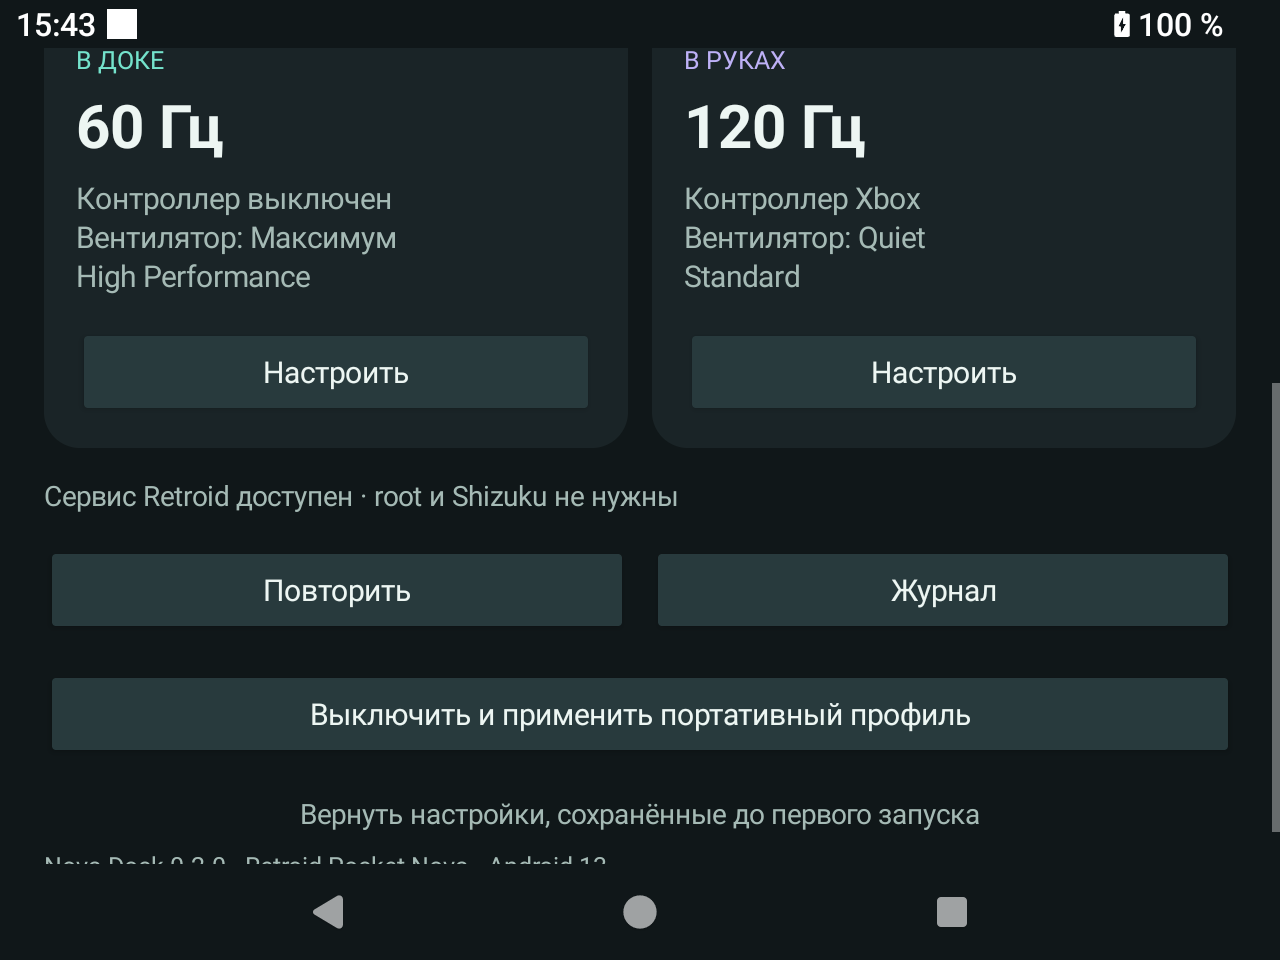 15:43
100 %
В ДОКЕ
60 Гц
Контроллер выключен
Вентилятор: Максимум
High Performance
Настроить
В РУКАХ
120 Гц
Контроллер Xbox
Вентилятор: Quiet
Standard
Настроить
Сервис Retroid доступен · root и Shizuku не нужны
Повторить
Журнал
Выключить и применить портативный профиль
Вернуть настройки, сохранённые до первого запуска